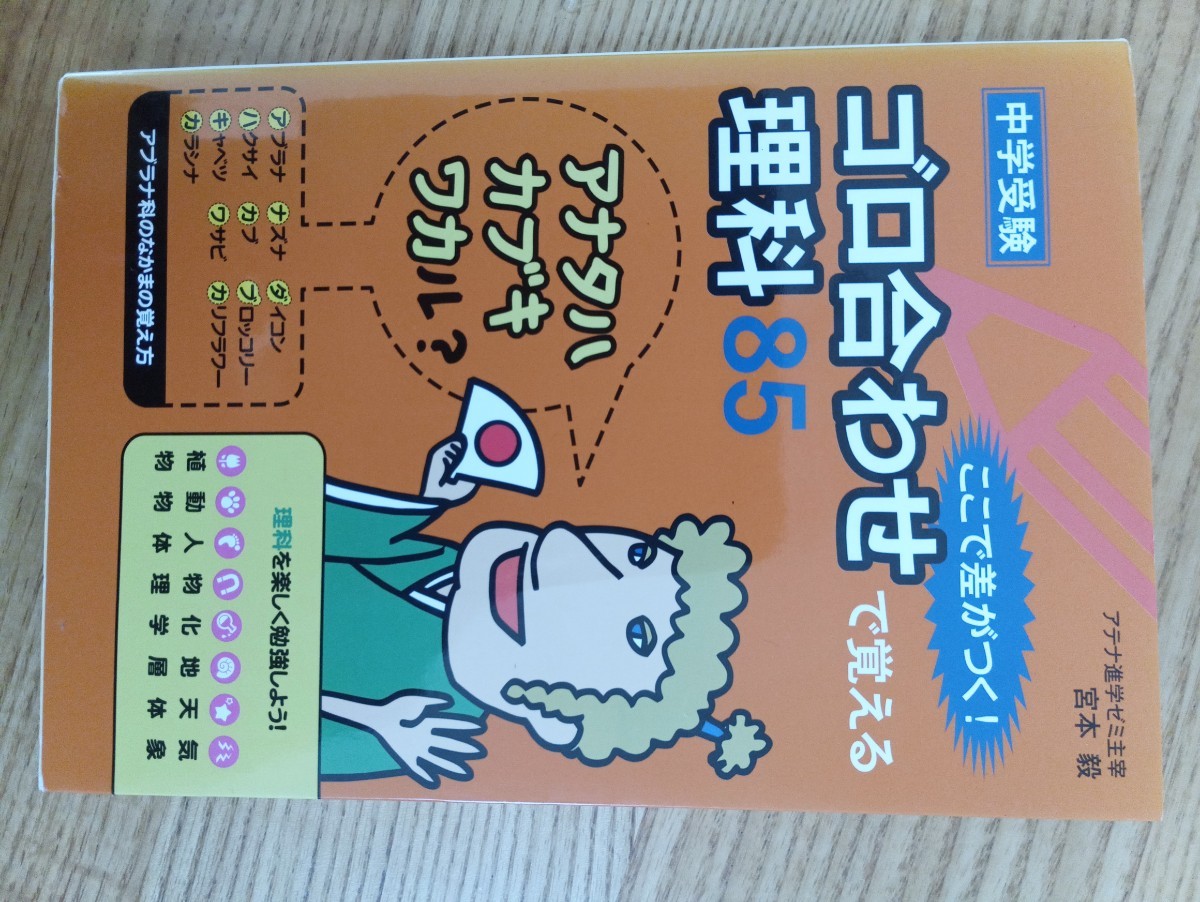 中学受験
ここで差がつく!
アテナ進学ゼミ主宰
宮本 毅
ゴロ合わせで覚える
理科85
アナタハ
カブキ
ワカル?
アブラナ ナズナ ダイコン
ハクサイ カブ ブロッコリー
キャベツ ワサビ カリフラワー
カラシナ
アブラナ科のなかまの覚え方
理科を楽しく勉強しよう!
植物 動物 人体 物理 化学 地層 天体 気象